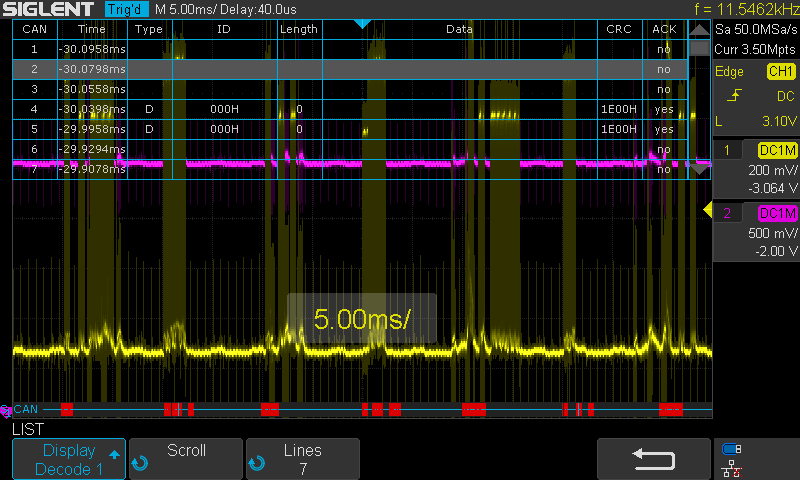 SIGLENT Trig'd M 5.00ms/ Delay:40.0us f = 11.5462kHz
CAN Time Type ID Length Data CRC ACK
1 -30.0958ms no
2 -30.0798ms no
3 -30.0558ms no
4 -30.0398ms D 000H 0 1E00H yes
5 -29.9958ms D 000H 0 1E00H yes
6 -29.9294ms no
7 -29.9078ms no
Sa 50.0MSa/s
Curr 3.50Mpts
Edge CH1
DC
L 3.10V
1 DC1M
200 mV/
-3.064 V
2 DC1M
500 mV/
-2.00 V
5.00ms/
CAN
LIST
Display
Decode 1
Scroll
Lines
7